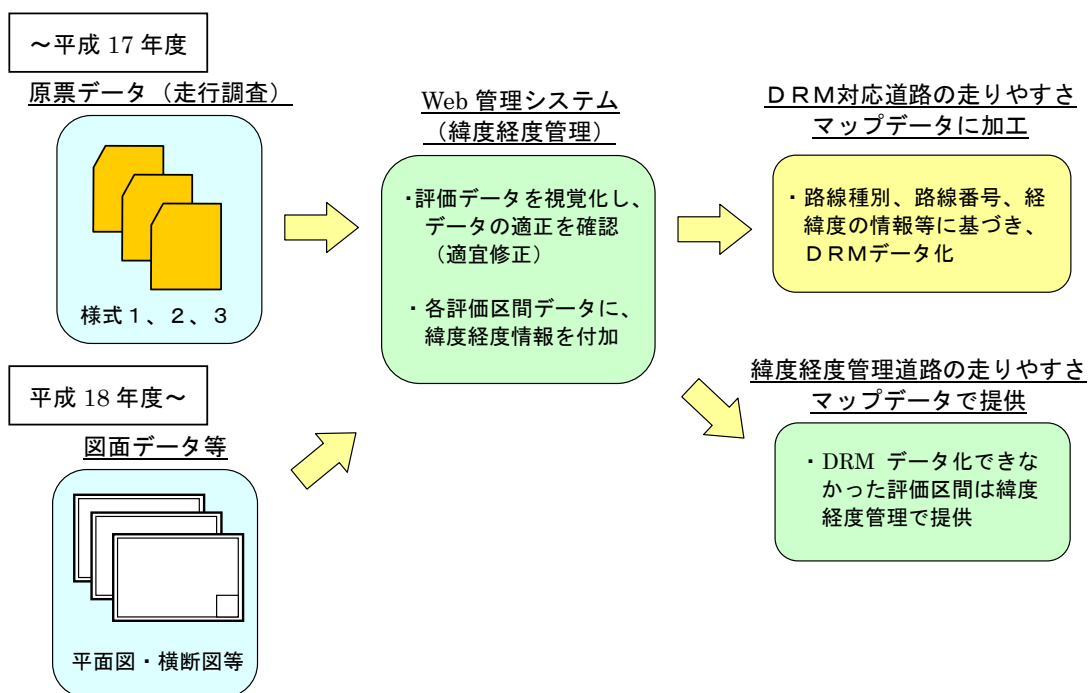 ～平成 17 年度
原票データ（走行調査）
様式１、２、３
平成 18 年度～
図面データ等
平面図・横断図等
Web 管理システム
（緯度経度管理）
・評価データを視覚化し、
データの適正を確認
（適宜修正）
・各評価区間データに、
緯度経度情報を付加
ＤＲＭ対応道路の走りやすさ
マップデータに加工
・路線種別、路線番号、経
緯度の情報等に基づき、
ＤＲＭデータ化
緯度経度管理道路の走りやすさ
マップデータで提供
・DRM データ化できな
かった評価区間は緯度
経度管理で提供